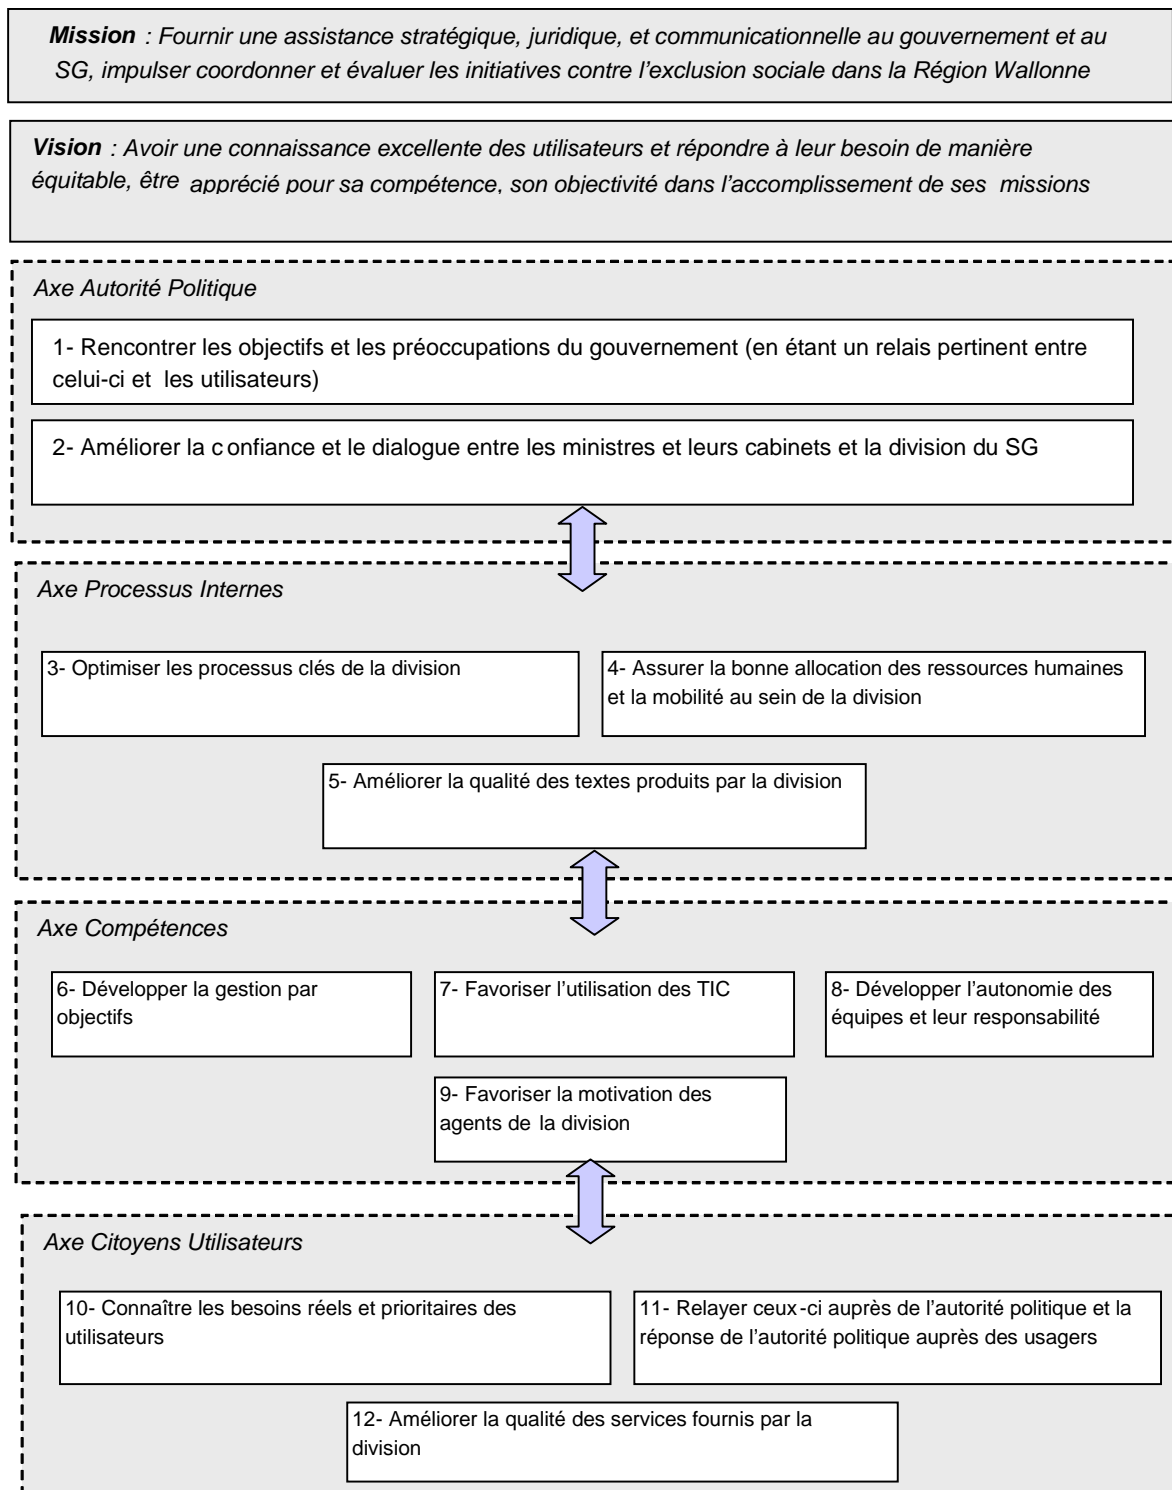 Mission : Fournir une assistance stratégique, juridique, et communicationnelle au gouvernement et au
SG, impulser coordonner et évaluer les initiatives contre l’exclusion sociale dans la Région Wallonne
Vision : Avoir une connaissance excellente des utilisateurs et répondre à leur besoin de manière
équitable, être apprécié pour sa compétence, son objectivité dans l’accomplissement de ses missions
Axe Autorité Politique
1- Rencontrer les objectifs et les préoccupations du gouvernement (en étant un relais pertinent entre
celui-ci et les utilisateurs)
2- Améliorer la confiance et le dialogue entre les ministres et leurs cabinets et la division du SG
Axe Processus Internes
3- Optimiser les processus clés de la division
4- Assurer la bonne allocation des ressources humaines
et la mobilité au sein de la division
5- Améliorer la qualité des textes produits par la division
Axe Compétences
6- Développer la gestion par
objectifs
7- Favoriser l’utilisation des TIC
8- Développer l’autonomie des
équipes et leur responsabilité
9- Favoriser la motivation des
agents de la division
Axe Citoyens Utilisateurs
10- Connaître les besoins réels et prioritaires des
utilisateurs
11- Relayer ceux-ci auprès de l’autorité politique et la
réponse de l’autorité politique auprès des usagers
12- Améliorer la qualité des services fournis par la
division